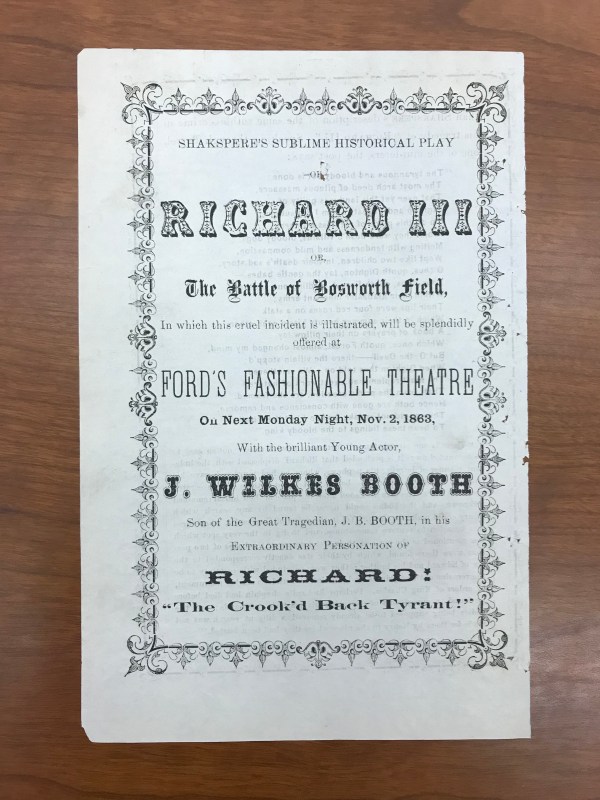 SHAKSPERE'S SUBLIME HISTORICAL PLAY
—OF—
RICHARD III
OR,
The Battle of Bosworth Field,
In which this cruel incident is illustrated, will be splendidly
offered at
FORD'S FASHIONABLE THEATRE
On Next Monday Night, Nov. 2, 1863,
With the brilliant Young Actor,
J. WILKES BOOTH
Son of the Great Tragedian, J. B. BOOTH, in his
EXTRAORDINARY PERSONATION OF
RICHARD!
"The Crook'd Back Tyrant!"